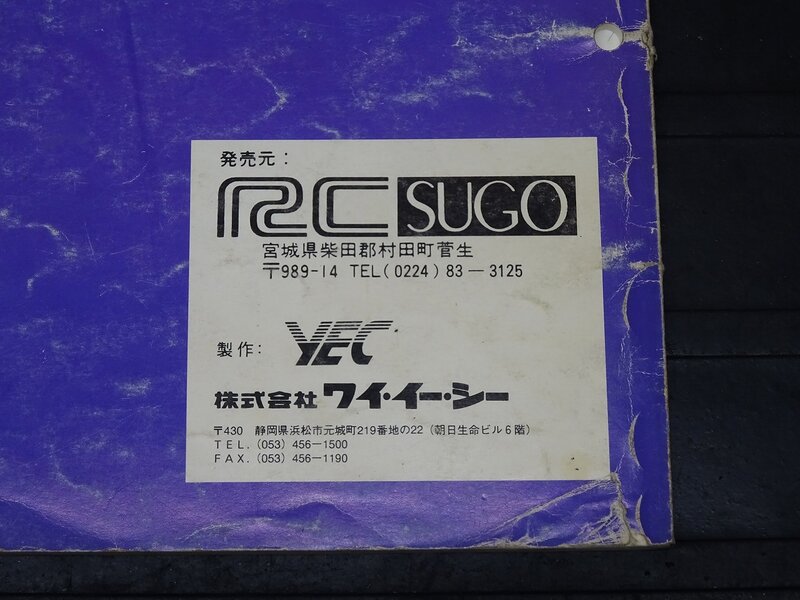 発売元：
RC SUGO
宮城県柴田郡村田町菅生
〒989-14 TEL(0224) 83－3125
製作：YEC
株式会社ワイ・イー・シー
〒430 静岡県浜松市元城町219番地の22（朝日生命ビル6階）
TEL. (053) 456－1500
FAX. (053) 456－1190